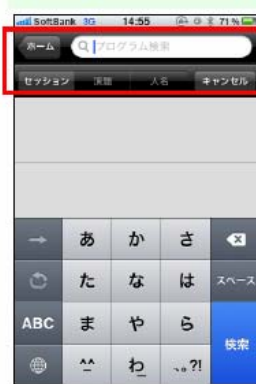 SoftBank 3G 14:55 71%
ホーム プログラム検索
セッション 演題 人名 キャンセル
→ あ か さ
た な は スペース
ABC ま や ら 検索
^^ わ 、。?!